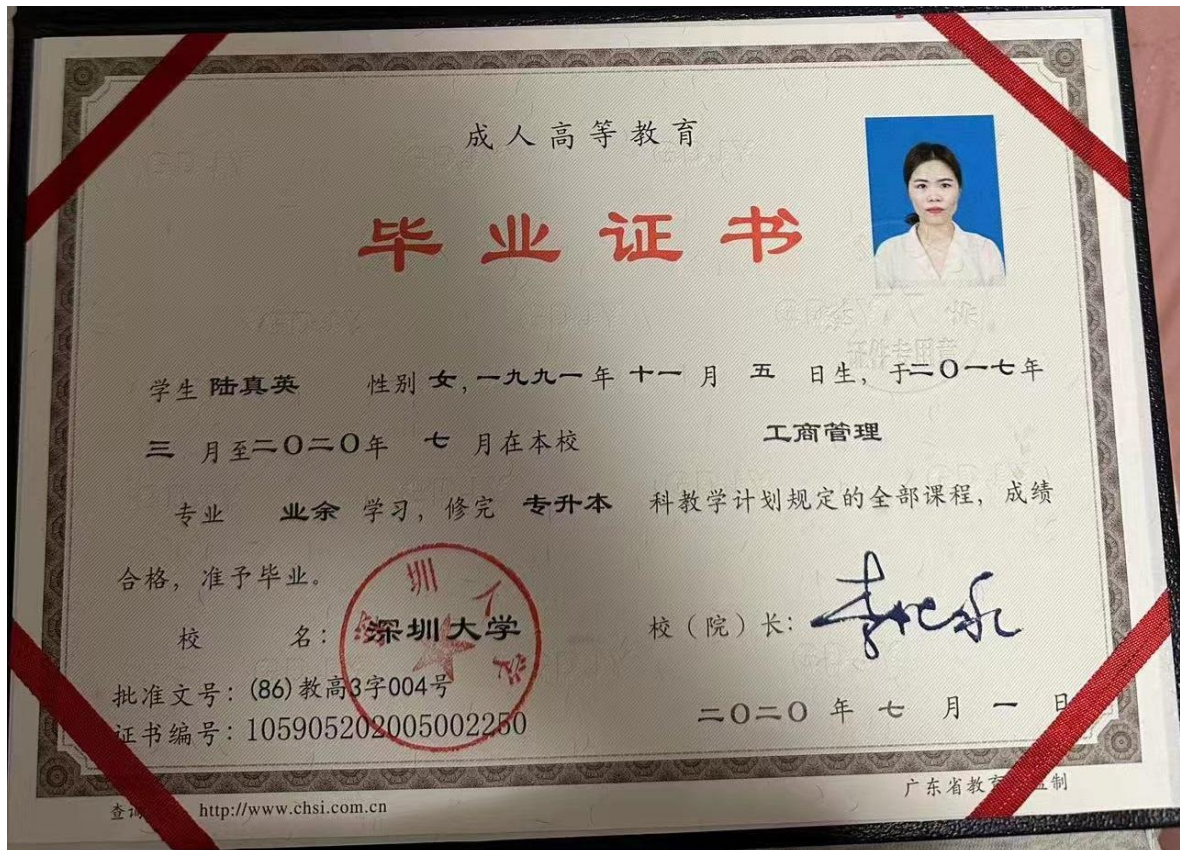 成人高等教育
毕业证书
学生 陆真英 性别 女,一九九一年 十一 月 五 日生, 于二〇一七年
三 月至二〇二〇年 七 月在本校 工商管理
专业 业余 学习, 修完 专升本 科教学计划规定的全部课程, 成绩
合格, 准予毕业。
校 名: 深圳大学
校(院)长:
批准文号: (86)教高3字004号
证书编号: 105905202005002250
二〇二〇 年 七 月 一 日
广东省教 制
查 http://www.chsi.com.cn
证件专用章